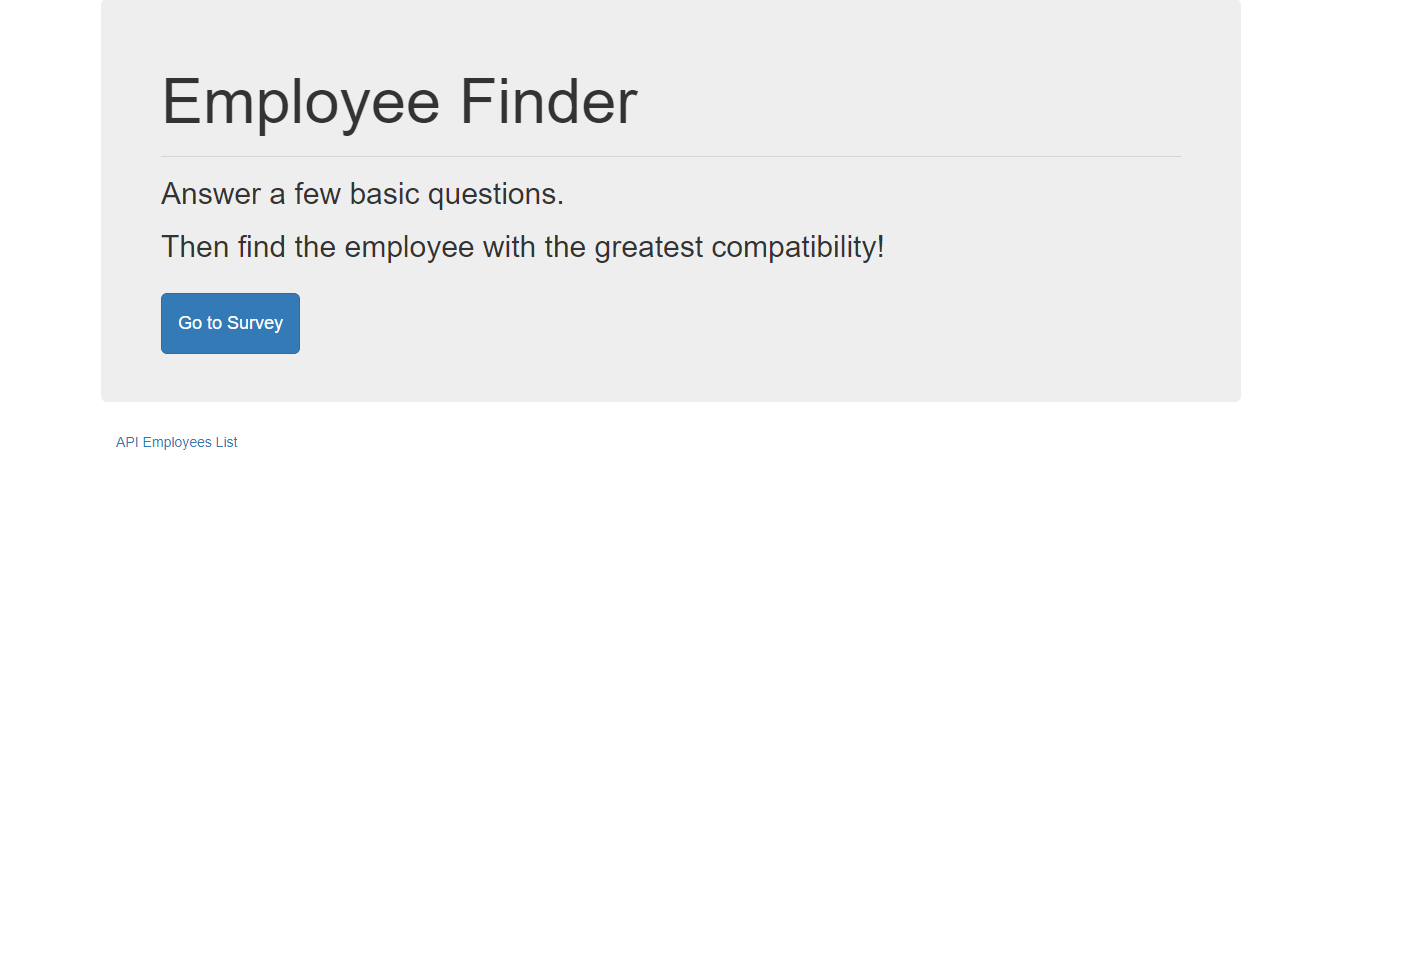 Employee Finder
Answer a few basic questions.
Then find the employee with the greatest compatibility!
Go to Survey
API Employees List